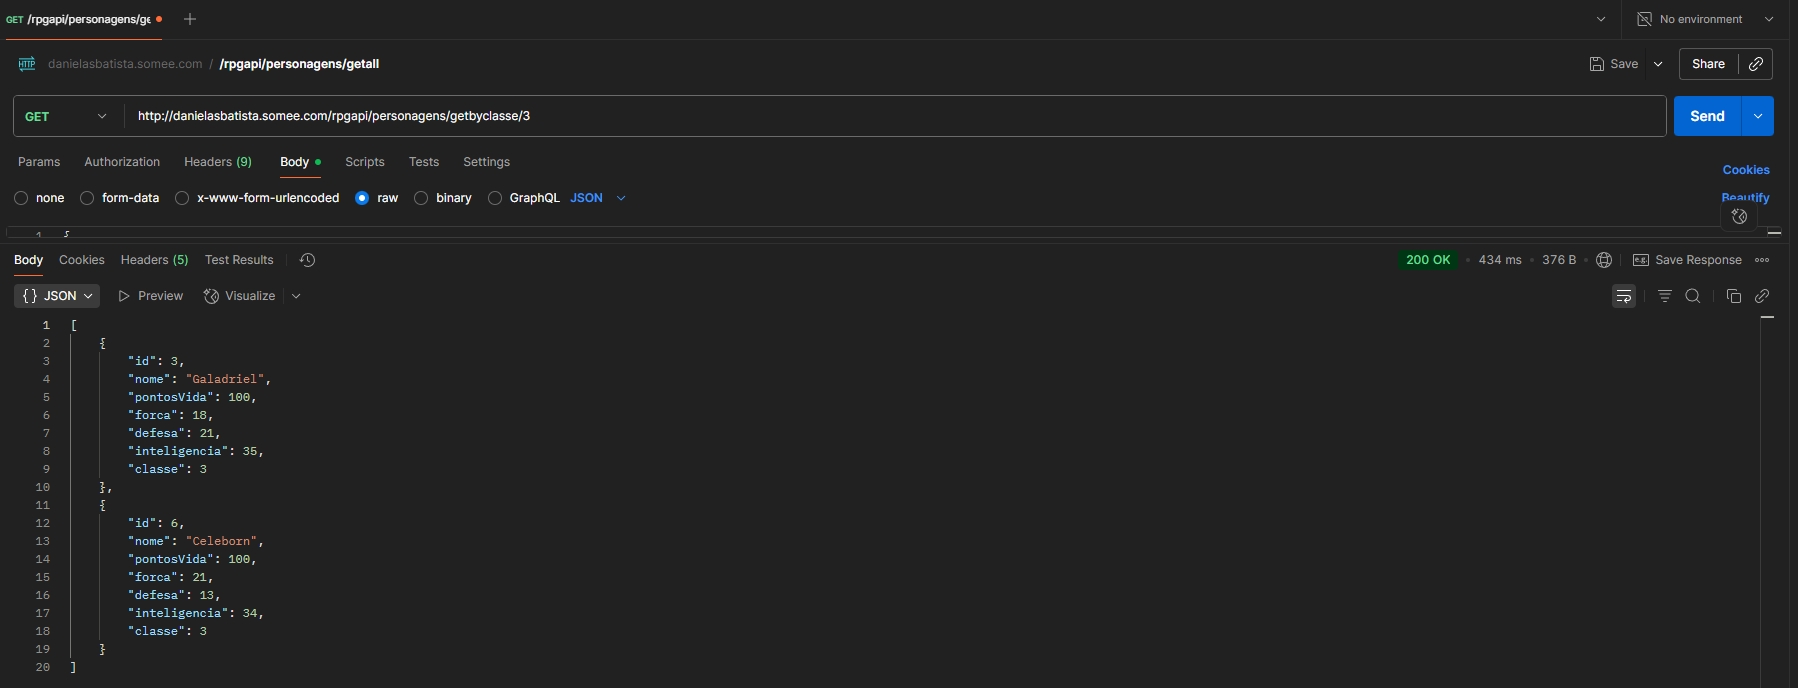 GET /rpgapi/personagens/ge
No environment
HTTP danielasbatista.somee.com / /rpgapi/personagens/getall
Save Share
GET http://danielasbatista.somee.com/rpgapi/personagens/getbyclasse/3 Send
Params Authorization Headers (9) Body Scripts Tests Settings
Cookies
none form-data x-www-form-urlencoded raw binary GraphQL JSON
Beautify
1 {
Body Cookies Headers (5) Test Results
200 OK 434 ms 376 B e.g. Save Response
{} JSON Preview Visualize
1 [
2 {
3 "id": 3,
4 "nome": "Galadriel",
5 "pontosVida": 100,
6 "forca": 18,
7 "defesa": 21,
8 "inteligencia": 35,
9 "classe": 3
10 },
11 {
12 "id": 6,
13 "nome": "Celeborn",
14 "pontosVida": 100,
15 "forca": 21,
16 "defesa": 13,
17 "inteligencia": 34,
18 "classe": 3
19 }
20 ]